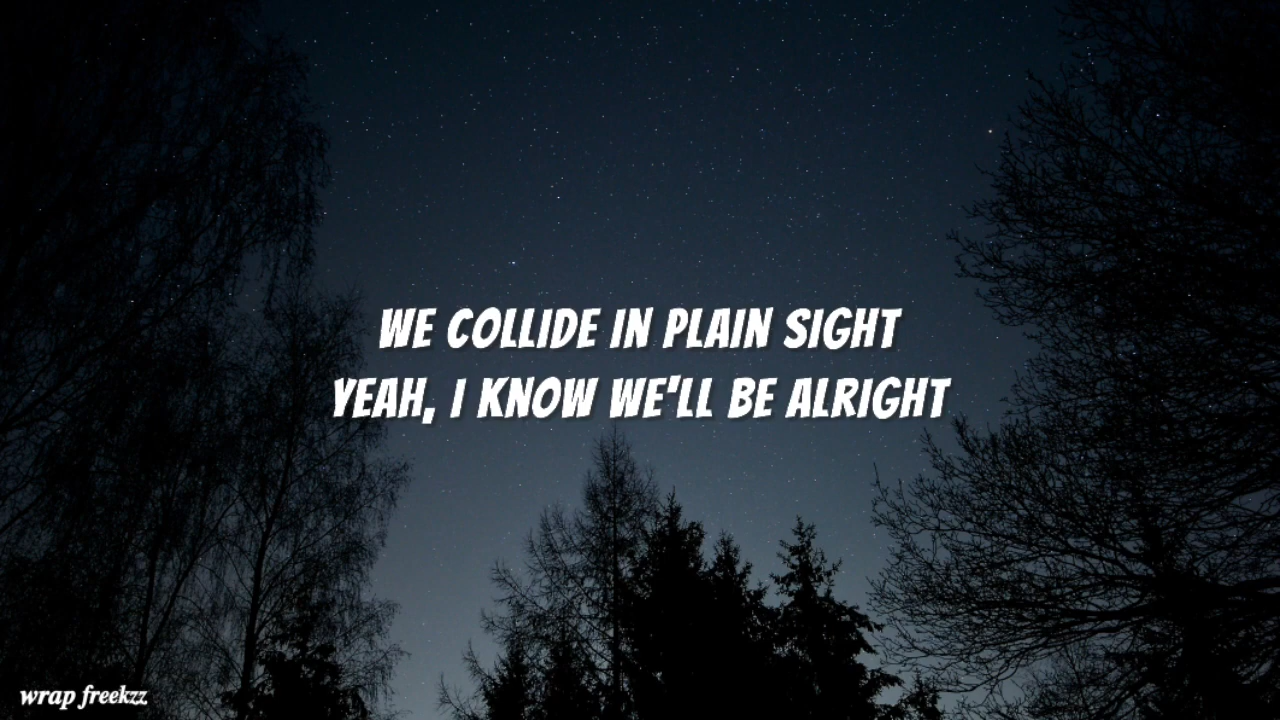 WE COLLIDE IN PLAIN SIGHT
YEAH, I KNOW WE'LL BE ALRIGHT
wrap freekzz